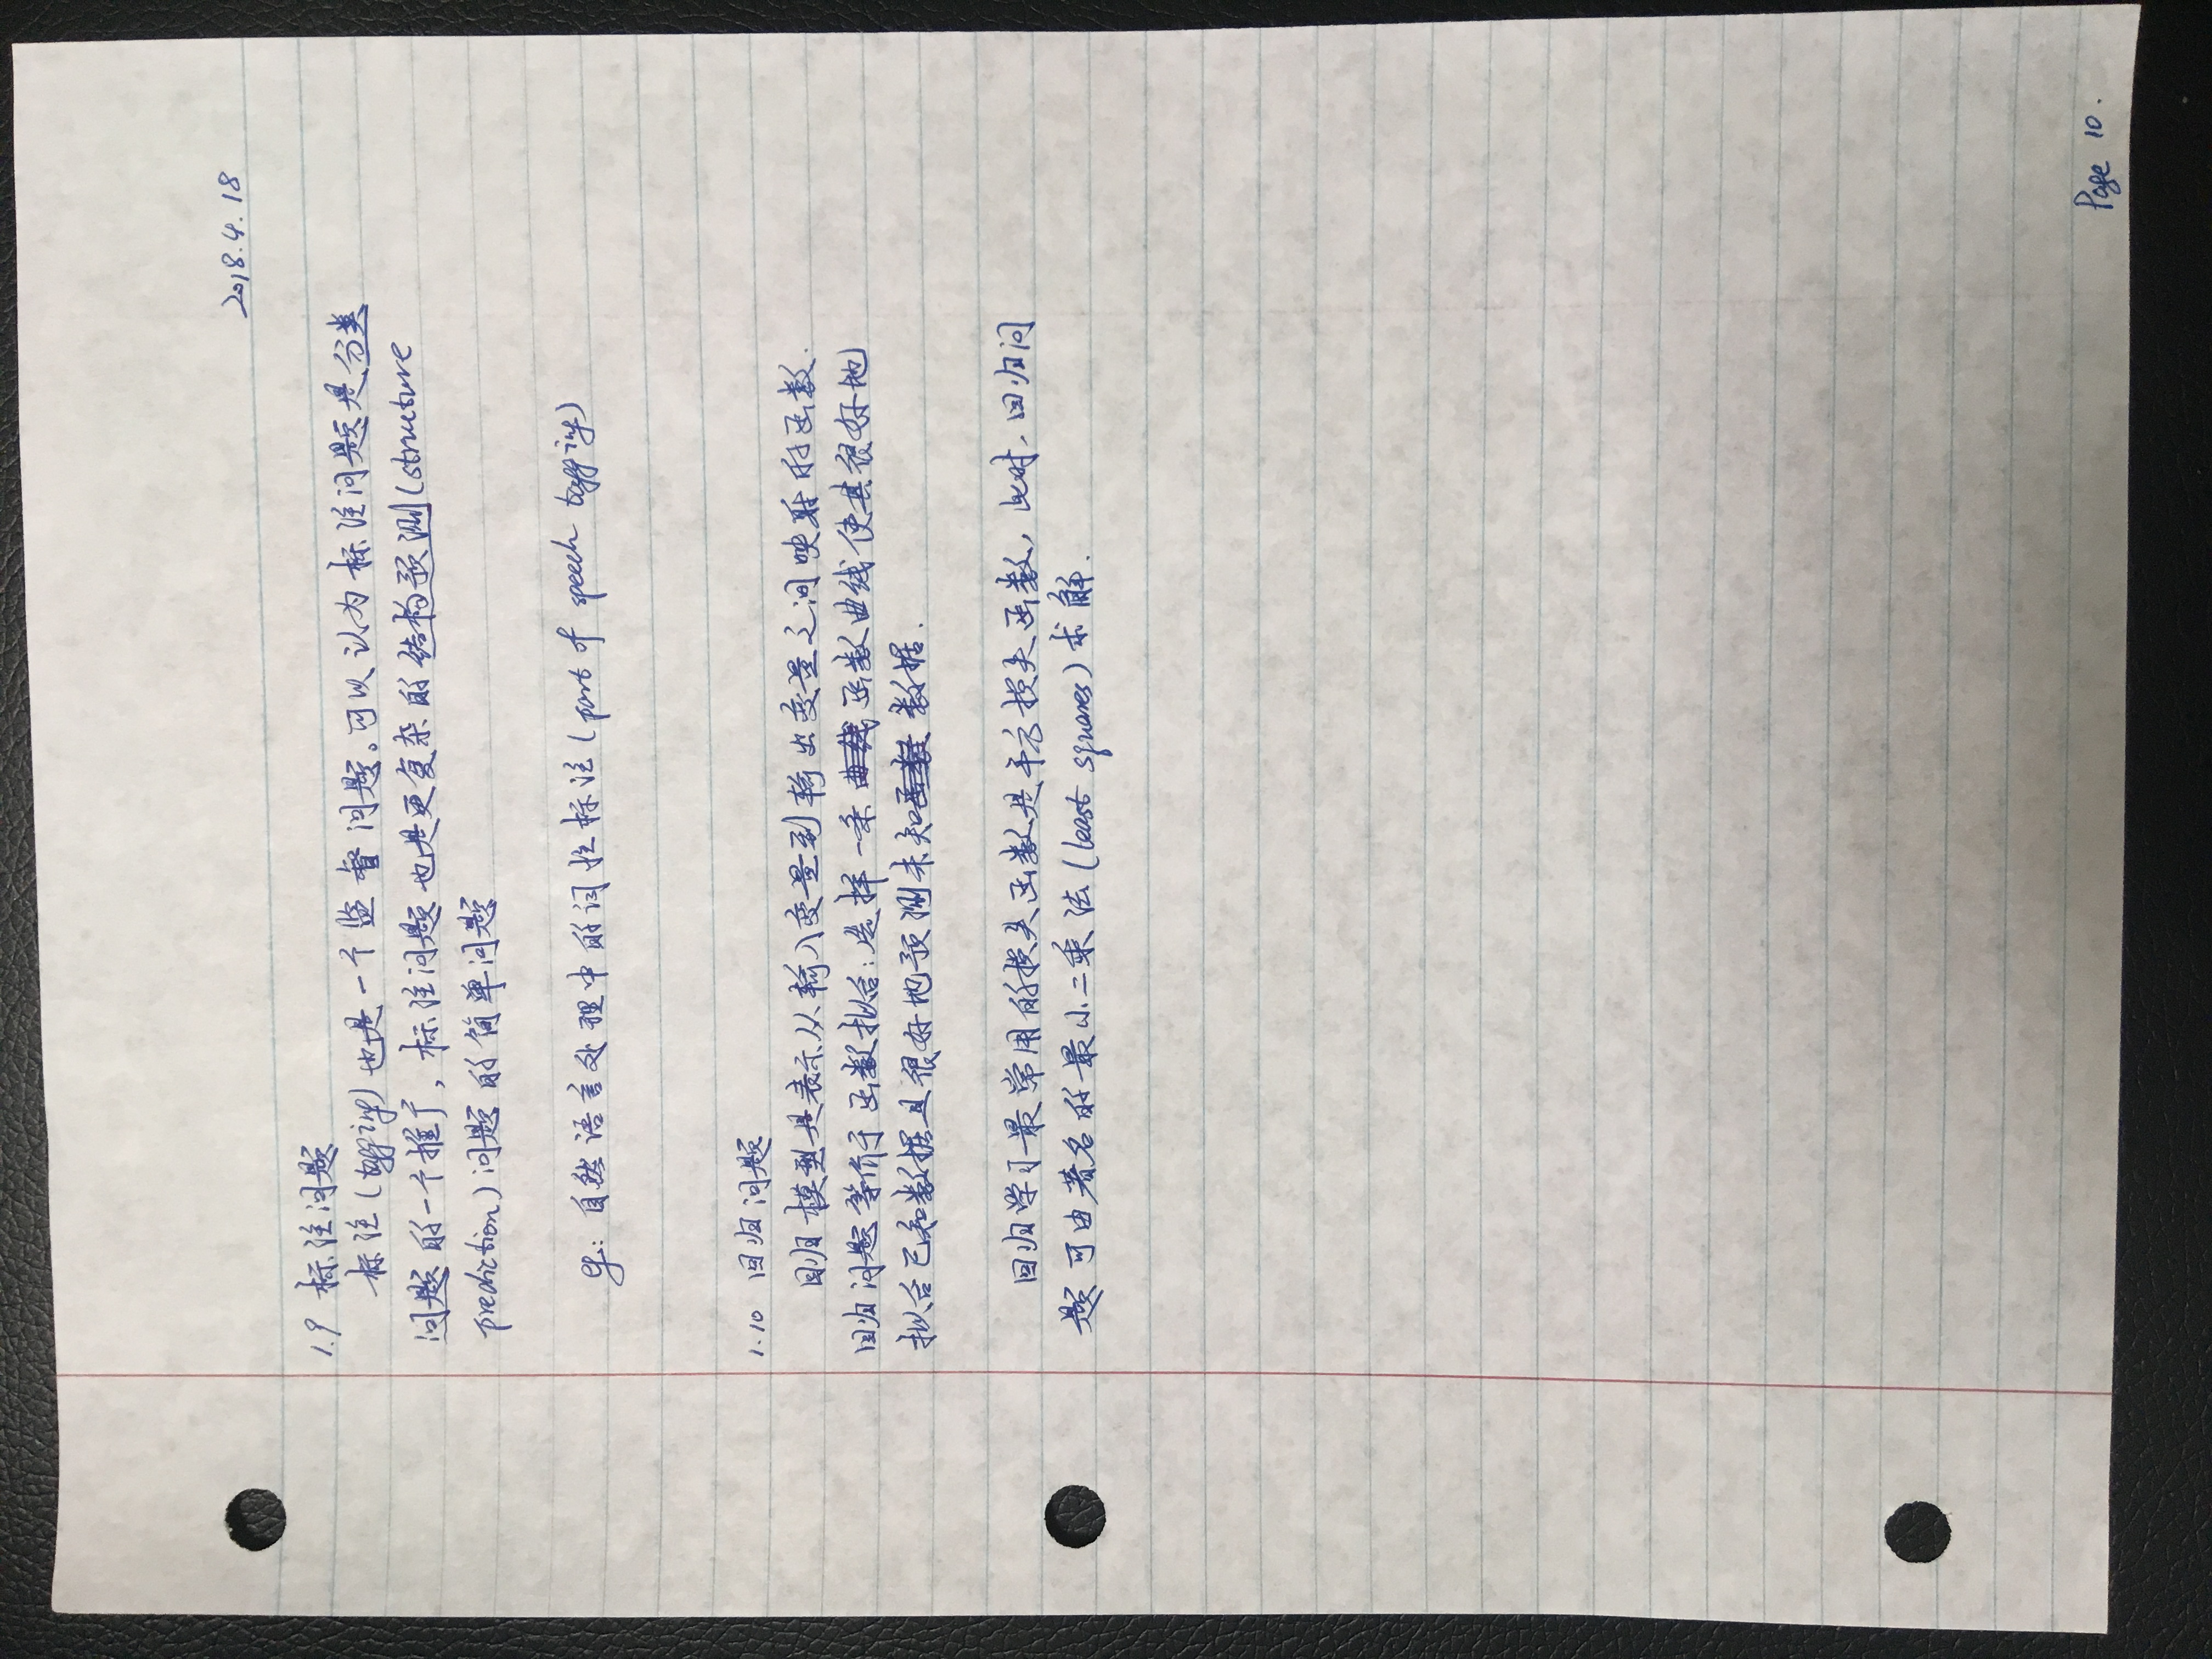 2018.4.18
1.9 标注问题
标注(tagging)也是一个监督问题。可以认为标注问题是分类
问题的一个推广,标注问题也是更复杂的结构预测(structure
prediction)问题的简单问题
eg: 自然语言处理中的词性标注(part of speech tagging)
1.10 回归问题
回归模型是表示从输入变量到输出变量之间映射的函数.
回归问题等价于函数拟合:选择一条曲线函数曲线使其很好地
拟合已知数据且很好地预测未知函数数据.
回归学习最常用的损失函数是平方损失函数,此时,回归问
题可由著名的最小二乘法(least squares)求解.
Page 10.